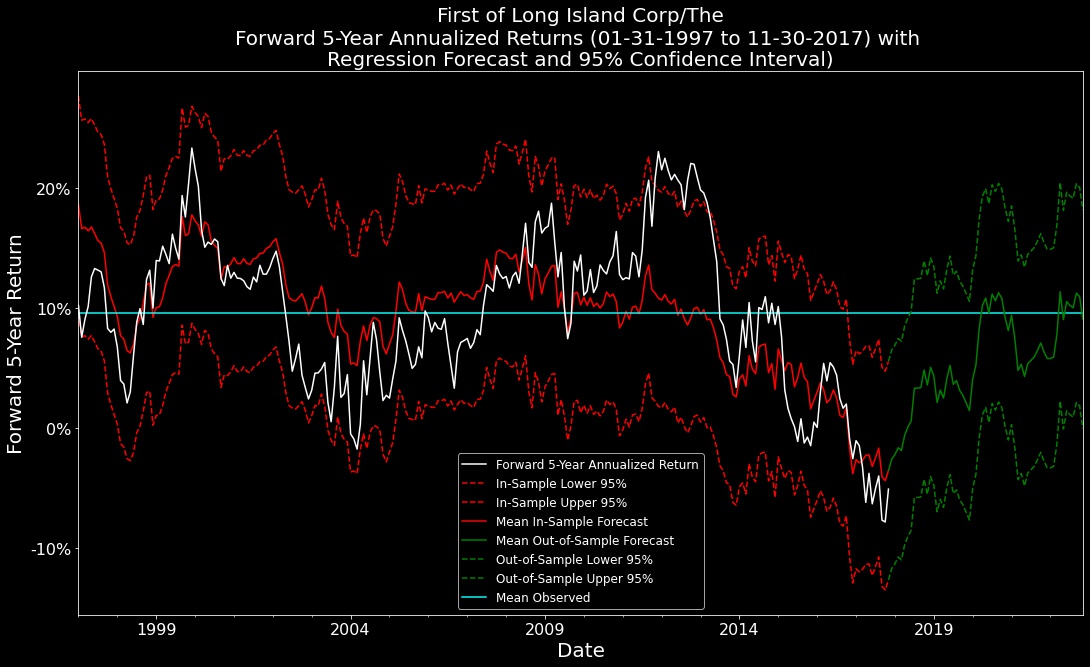 First of Long Island Corp/The
Forward 5-Year Annualized Returns (01-31-1997 to 11-30-2017) with
Regression Forecast and 95% Confidence Interval)
Forward 5-Year Return
20%
10%
0%
-10%
Forward 5-Year Annualized Return
In-Sample Lower 95%
In-Sample Upper 95%
Mean In-Sample Forecast
Mean Out-of-Sample Forecast
Out-of-Sample Lower 95%
Out-of-Sample Upper 95%
Mean Observed
1999 2004 2009 2014 2019
Date